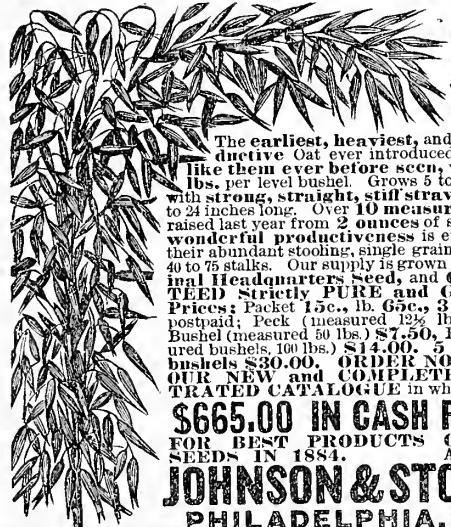 The earliest, heaviest, and
ductive Oat ever introduced
like them ever before seen,
lbs. per level bushel. Grows 5 to
with strong, straight, stiff straw
to 24 inches long. Over 10 measur
raised last year from 2 ounces of s
wonderful productiveness is e
their abundant stooling, single grain
40 to 75 stalks. Our supply is grown
inal Headquarters Seed, and
TEED Strictly PURE and G
Prices: Packet 15c., lb. 65c., 3
postpaid; Peck (measured 12½ lb
Bushel (measured 50 lbs.) $7.50,
ured bushels, 100 lbs.) $14.00. 5
bushels $30.00. ORDER NO
OUR NEW and COMPLETE
TRATED CATALOGUE in wh
$665.00 IN CASH
FOR BEST PRODUCTS
SEEDS IN 1884. A
JOHNSON & STO
PHILADELPHIA.